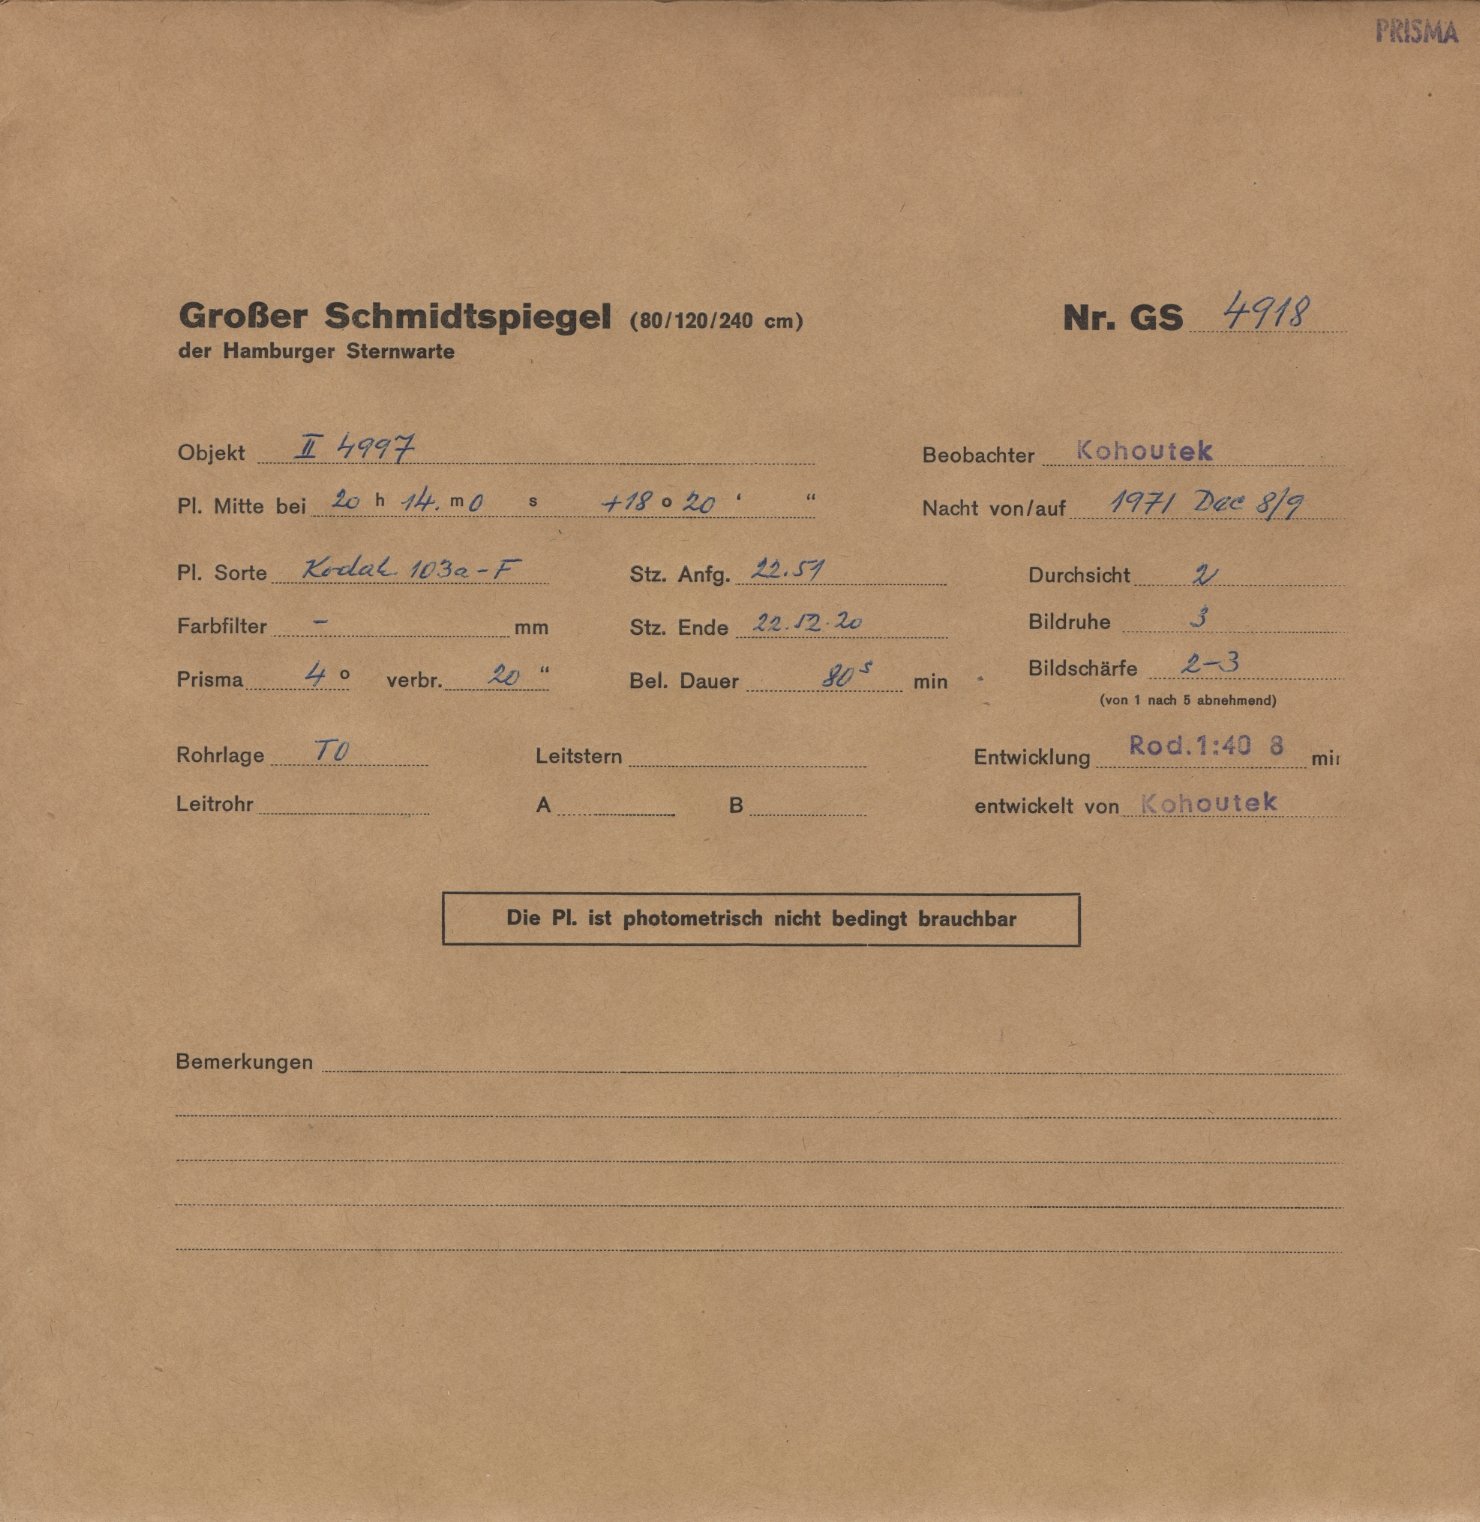 PRISMA
Großer Schmidtspiegel (80/120/240 cm) Nr. GS 4918
der Hamburger Sternwarte
Objekt II 4997 Beobachter Kohoutek
Pl. Mitte bei 20 h 14. m 0 s +18 o 20 ' " Nacht von/auf 1971 Dec 8/9
Pl. Sorte Kodak 103a-F Stz. Anfg. 22.51 Durchsicht 2
Farbfilter - mm Stz. Ende 22.52.20 Bildruhe 3
Prisma 4 o verbr. 20 " Bel. Dauer 80s min Bildschärfe 2-3
(von 1 nach 5 abnehmend)
Rohrlage TO Leitstern Entwicklung Rod.1:40 8 min
Leitrohr A B entwickelt von Kohoutek
Die Pl. ist photometrisch nicht bedingt brauchbar
Bemerkungen